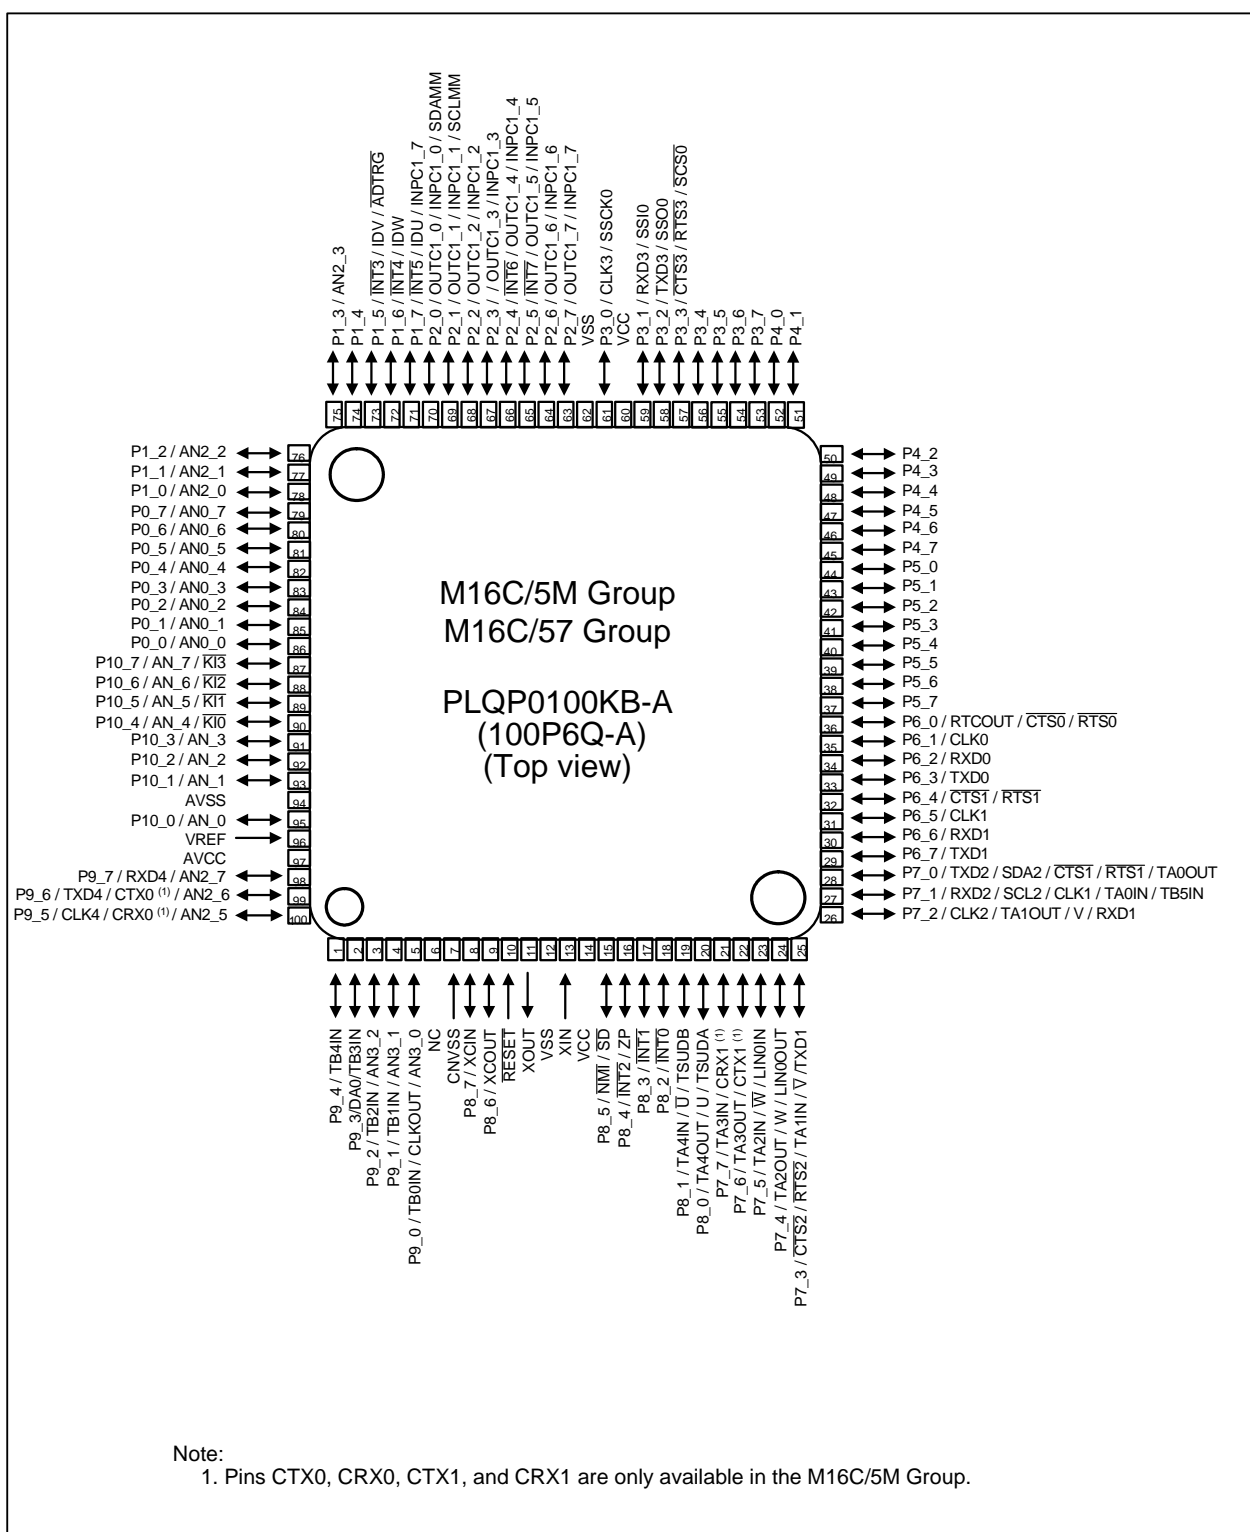 P1_3 / AN2_3
P1_4
P1_5 / INT3 / IDV / ADTRG
P1_6 / INT4 / IDW
P1_7 / INT5 / IDU / INPC1_7
P2_0 / OUTC1_0 / INPC1_0 / SDAMM
P2_1 / OUTC1_1 / INPC1_1 / SCLMM
P2_2 / OUTC1_2 / INPC1_2
P2_3 / / OUTC1_3 / INPC1_3
P2_4 / INT6 / OUTC1_4 / INPC1_4
P2_5 / INT7 / OUTC1_5 / INPC1_5
P2_6 / OUTC1_6 / INPC1_6
P2_7 / OUTC1_7 / INPC1_7
VSS
P3_0 / CLK3 / SSCK0
VCC
P3_1 / RXD3 / SSI0
P3_2 / TXD3 / SSO0
P3_3 / CTS3 / RTS3 / SCS0
P3_4
P3_5
P3_6
P3_7
P4_0
P4_1
75 74 73 72 71 70 69 68 67 66 65 64 63 62 61 60 59 58 57 56 55 54 53 52 51
P1_2 / AN2_2 76
P1_1 / AN2_1 77
P1_0 / AN2_0 78
P0_7 / AN0_7 79
P0_6 / AN0_6 80
P0_5 / AN0_5 81
P0_4 / AN0_4 82
P0_3 / AN0_3 83
P0_2 / AN0_2 84
P0_1 / AN0_1 85
P0_0 / AN0_0 86
P10_7 / AN_7 / KI3 87
P10_6 / AN_6 / KI2 88
P10_5 / AN_5 / KI1 89
P10_4 / AN_4 / KI0 90
P10_3 / AN_3 91
P10_2 / AN_2 92
P10_1 / AN_1 93
AVSS 94
P10_0 / AN_0 95
VREF 96
AVCC 97
P9_7 / RXD4 / AN2_7 98
P9_6 / TXD4 / CTX0 (1) / AN2_6 99
P9_5 / CLK4 / CRX0 (1) / AN2_5 100
M16C/5M Group
M16C/57 Group
PLQP0100KB-A
(100P6Q-A)
(Top view)
50 P4_2
49 P4_3
48 P4_4
47 P4_5
46 P4_6
45 P4_7
44 P5_0
43 P5_1
42 P5_2
41 P5_3
40 P5_4
39 P5_5
38 P5_6
37 P5_7
36 P6_0 / RTCOUT / CTS0 / RTS0
35 P6_1 / CLK0
34 P6_2 / RXD0
33 P6_3 / TXD0
32 P6_4 / CTS1 / RTS1
31 P6_5 / CLK1
30 P6_6 / RXD1
29 P6_7 / TXD1
28 P7_0 / TXD2 / SDA2 / CTS1 / RTS1 / TA0OUT
27 P7_1 / RXD2 / SCL2 / CLK1 / TA0IN / TB5IN
26 P7_2 / CLK2 / TA1OUT / V / RXD1
1 2 3 4 5 6 7 8 9 10 11 12 13 14 15 16 17 18 19 20 21 22 23 24 25
P9_4 / TB4IN
P9_3/DA0/TB3IN
P9_2 / TB2IN / AN3_2
P9_1 / TB1IN / AN3_1
P9_0 / TB0IN / CLKOUT / AN3_0
NC
CNVSS
P8_7 / XCIN
P8_6 / XCOUT
RESET
XOUT
VSS
XIN
VCC
P8_5 / NMI / SD
P8_4 / INT2 / ZP
P8_3 / INT1
P8_2 / INT0
P8_1 / TA4IN / U / TSUDB
P8_0 / TA4OUT / U / TSUDA
P7_7 / TA3IN / CRX1 (1)
P7_6 / TA3OUT / CTX1 (1)
P7_5 / TA2IN / W / LIN0IN
P7_4 / TA2OUT / W / LIN0OUT
P7_3 / CTS2 / RTS2 / TA1IN / V /TXD1
Note:
1. Pins CTX0, CRX0, CTX1, and CRX1 are only available in the M16C/5M Group.